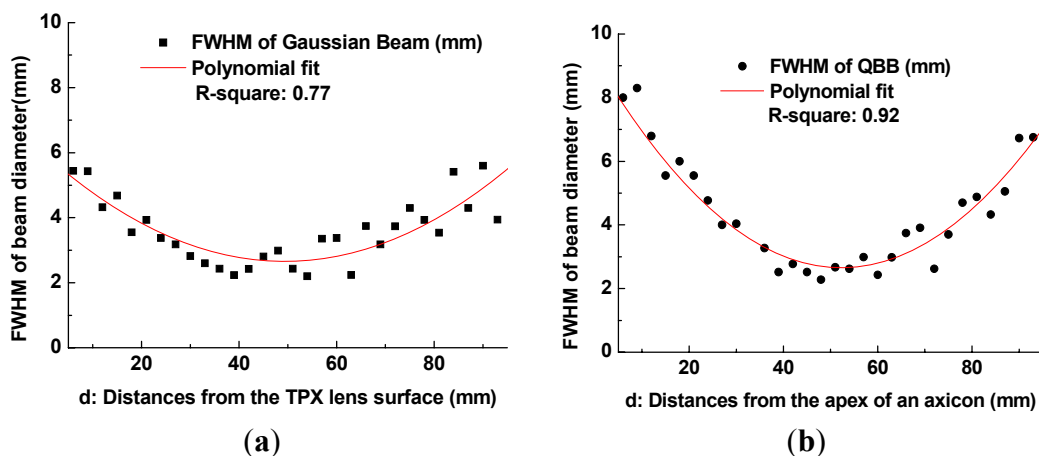 10
8
6
4
2
0
FWHM of beam diameter(mm)
FWHM of Gaussian Beam (mm)
Polynomial fit
R-square: 0.77
20 40 60 80
d: Distances from the TPX lens surface (mm)
(a)
10
8
6
4
2
0
FWHM of beam diameter (mm)
FWHM of QBB (mm)
Polynomial fit
R-square: 0.92
20 40 60 80
d: Distances from the apex of an axicon (mm)
(b)